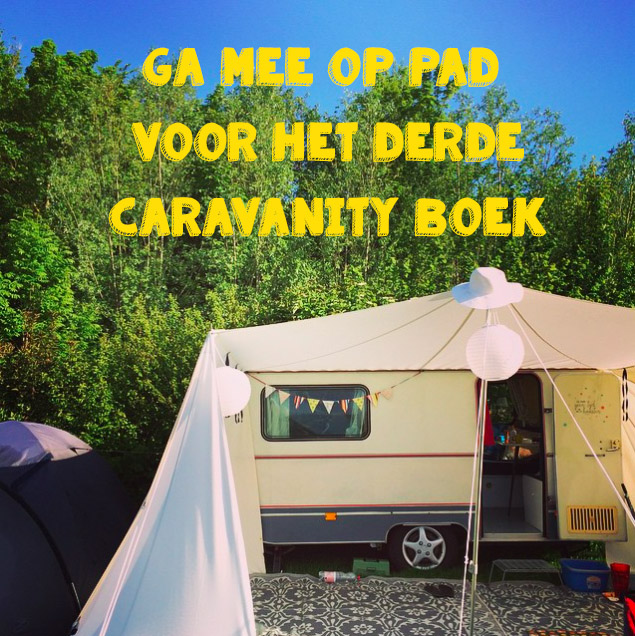 GA MEE OP PAD
VOOR HET DERDE
CARAVANITY BOEK